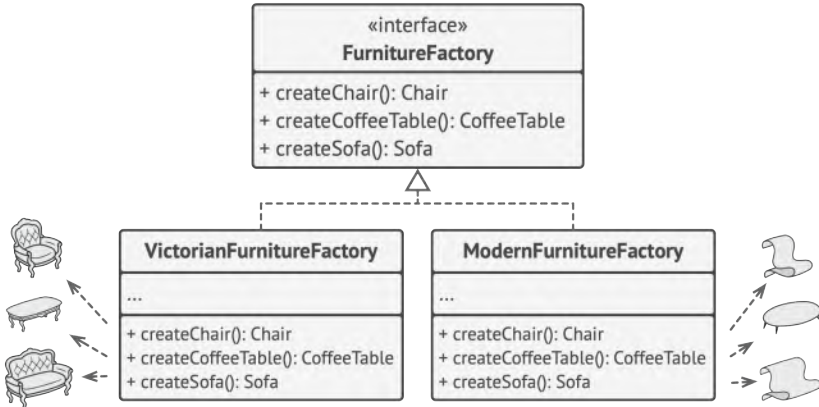 «interface»
FurnitureFactory
+ createChair(): Chair
+ createCoffeeTable(): CoffeeTable
+ createSofa(): Sofa
VictorianFurnitureFactory
...
+ createChair(): Chair
+ createCoffeeTable(): CoffeeTable
+ createSofa(): Sofa
ModernFurnitureFactory
...
+ createChair(): Chair
+ createCoffeeTable(): CoffeeTable
+ createSofa(): Sofa